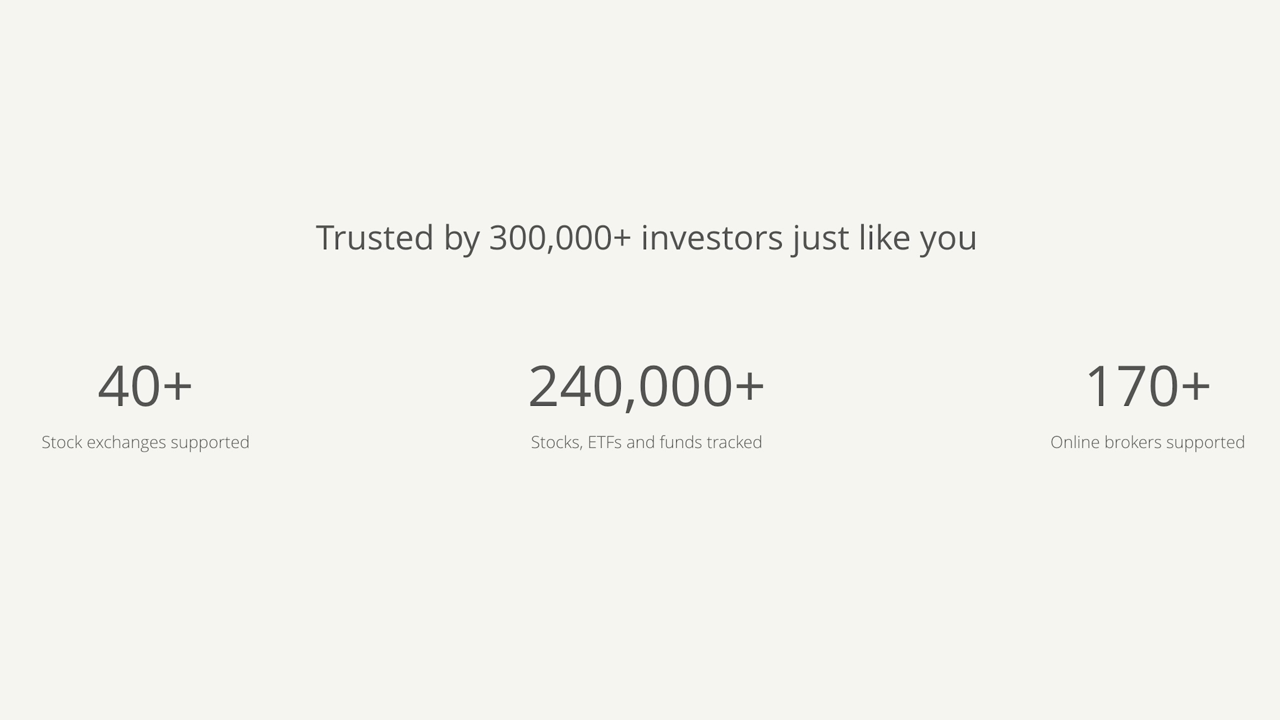 Trusted by 300,000+ investors just like you
40+
Stock exchanges supported
240,000+
Stocks, ETFs and funds tracked
170+
Online brokers supported